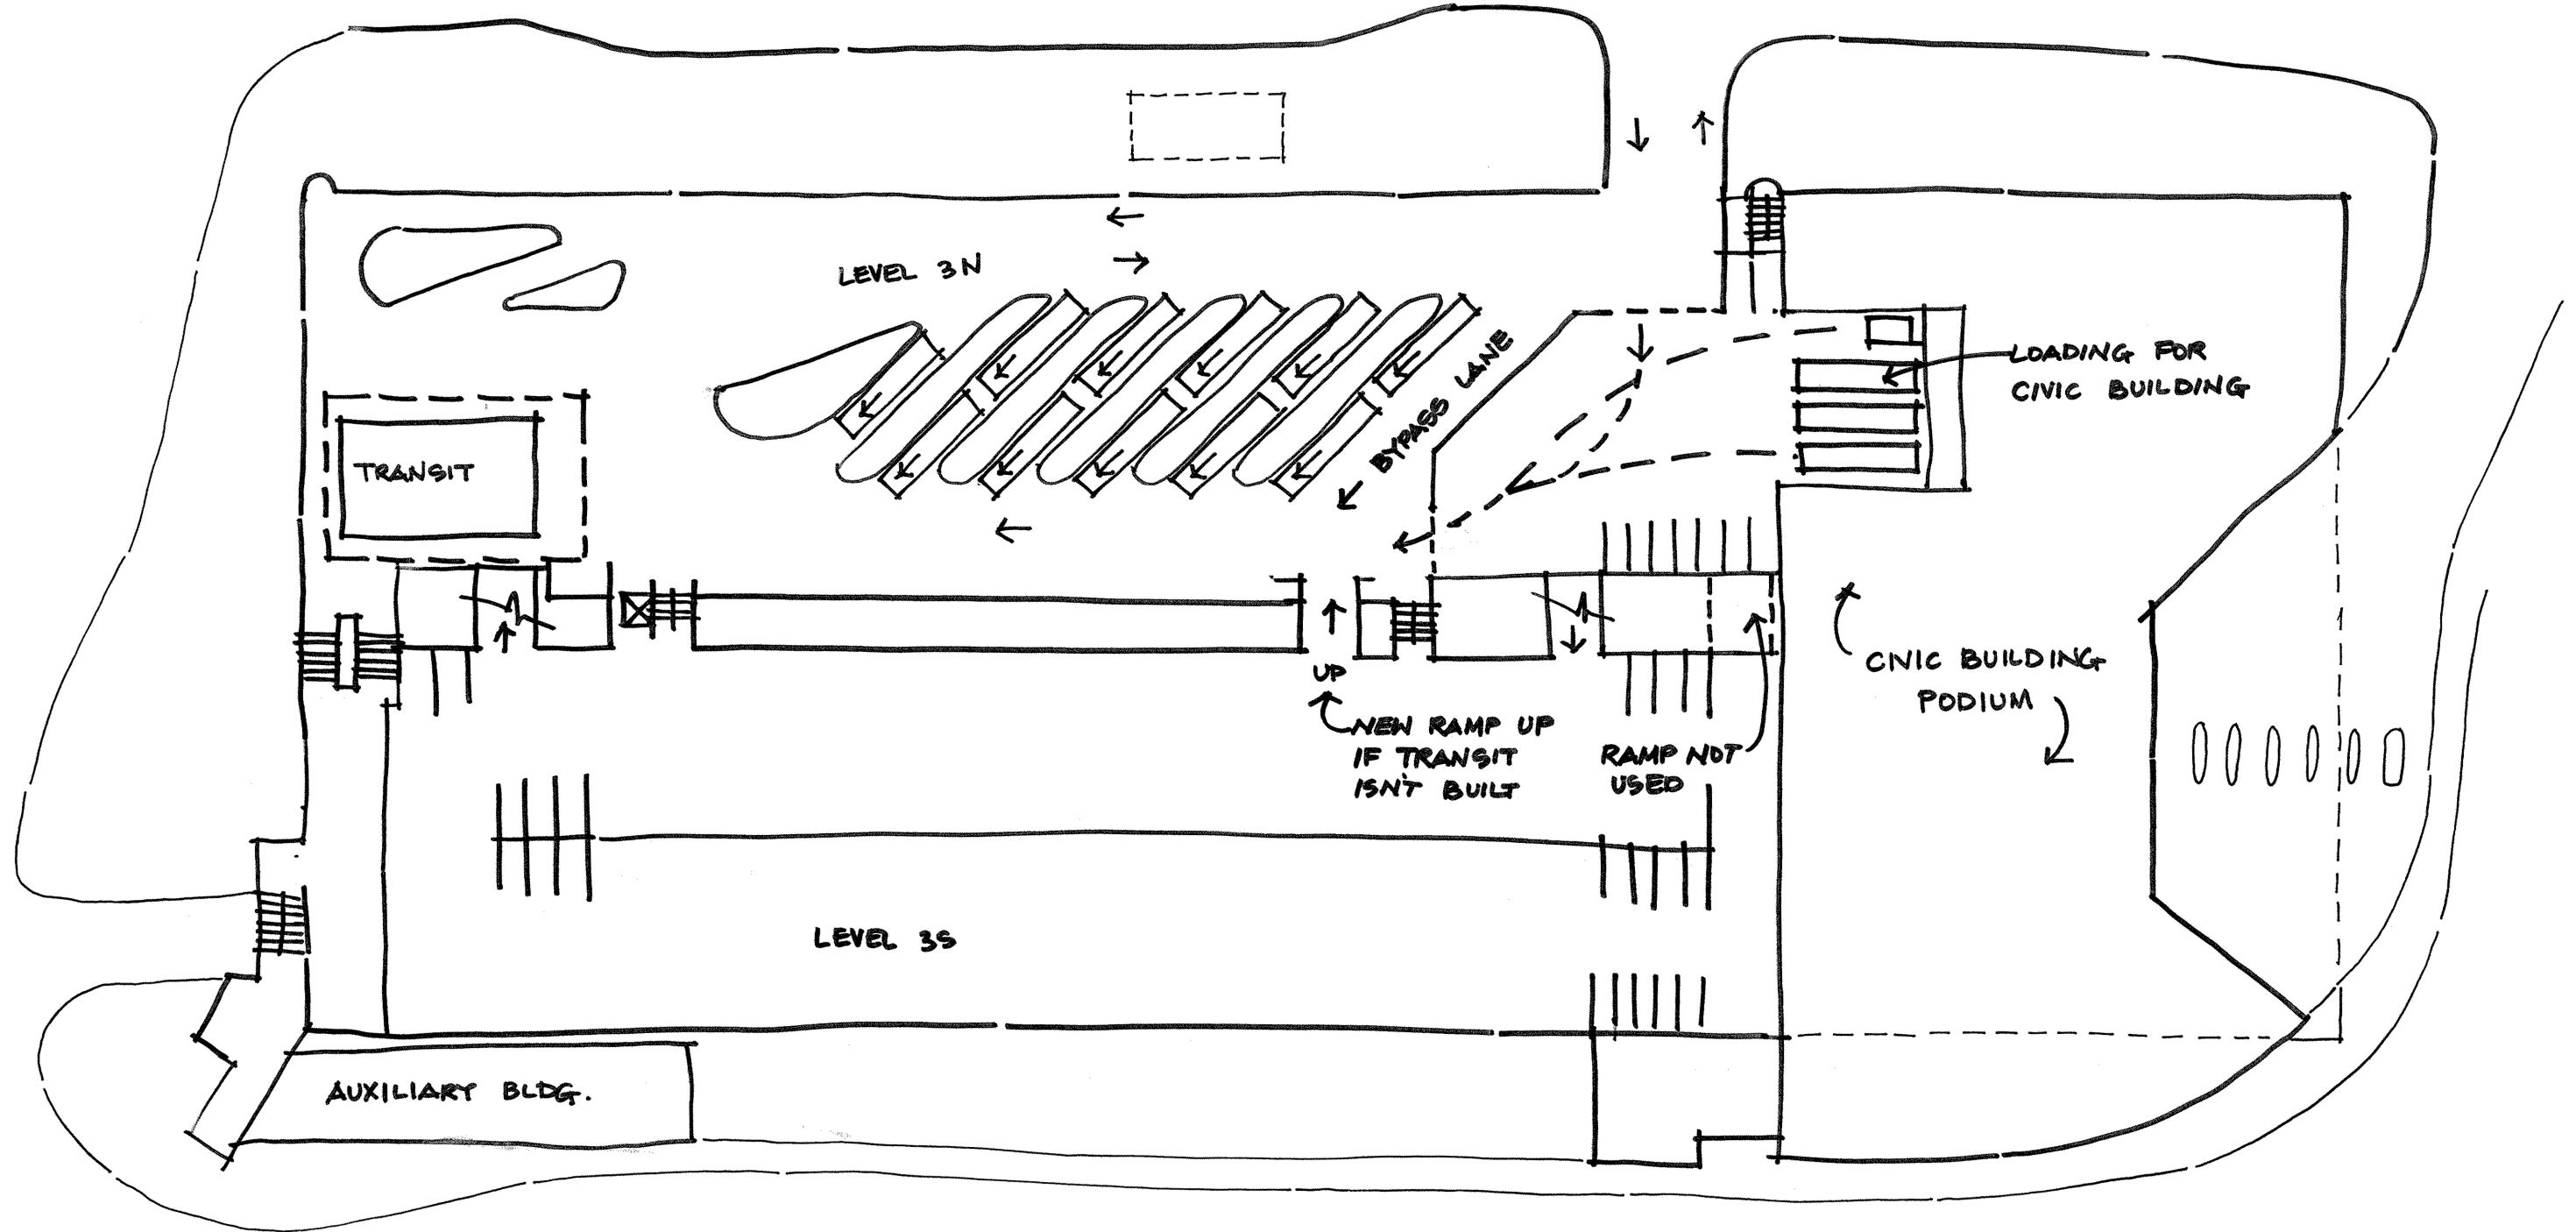 LEVEL 3N
BYPASS LANE
LOADING FOR
CIVIC BUILDING
TRANSIT
UP
NEW RAMP UP
IF TRANSIT
ISN'T BUILT
RAMP NOT
USED
CIVIC BUILDING
PODIUM
LEVEL 3S
AUXILIARY BLDG.